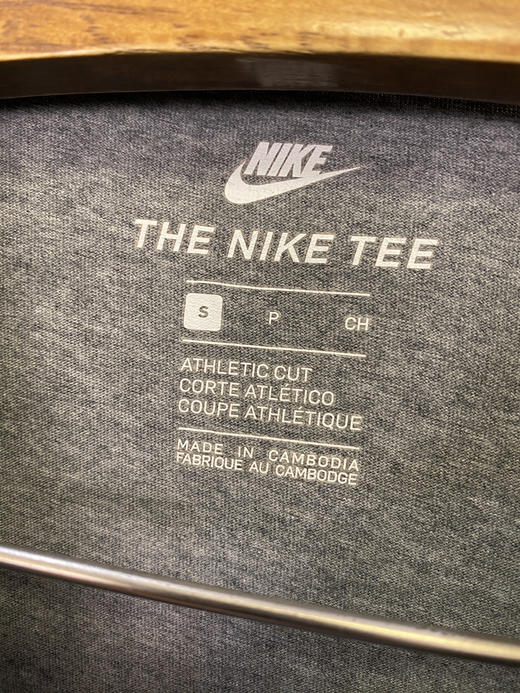 NIKE
THE NIKE TEE
S P CH
ATHLETIC CUT
CORTE ATLÉTICO
COUPE ATHLÉTIQUE
MADE IN CAMBODIA
FABRIQUE AU CAMBODGE